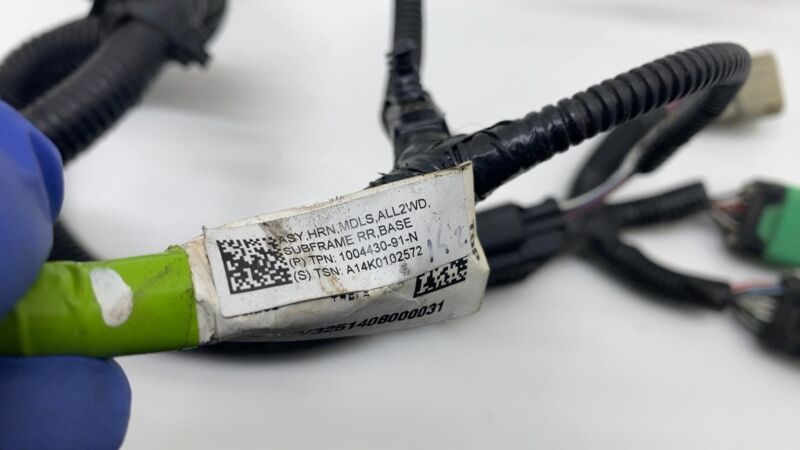 ASY,HRN,MDLS,ALL2WD,
SUBFRAME RR,BASE
(P) TPN: 1004430-91-N
(S) TSN: A14K0102572
3251408000031